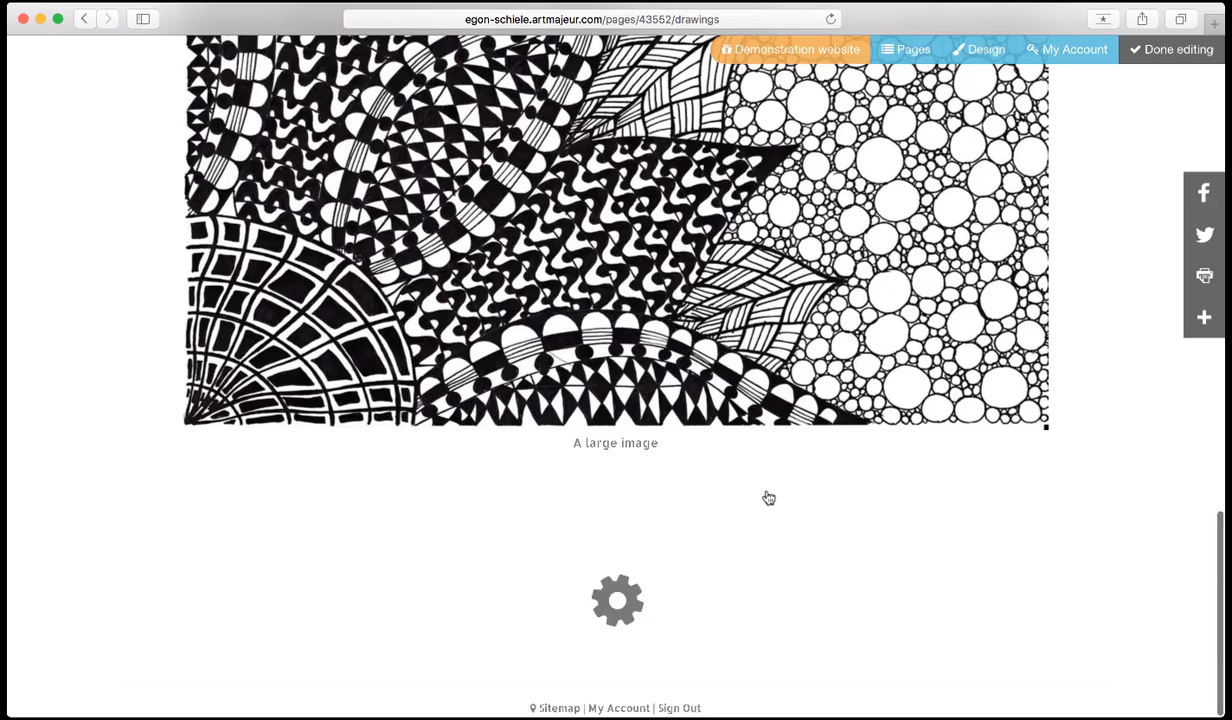 egon-schiele.artmajeur.com/pages/43552/drawings
Demonstration website Pages Design My Account Done editing
A large image
Sitemap | My Account | Sign Out